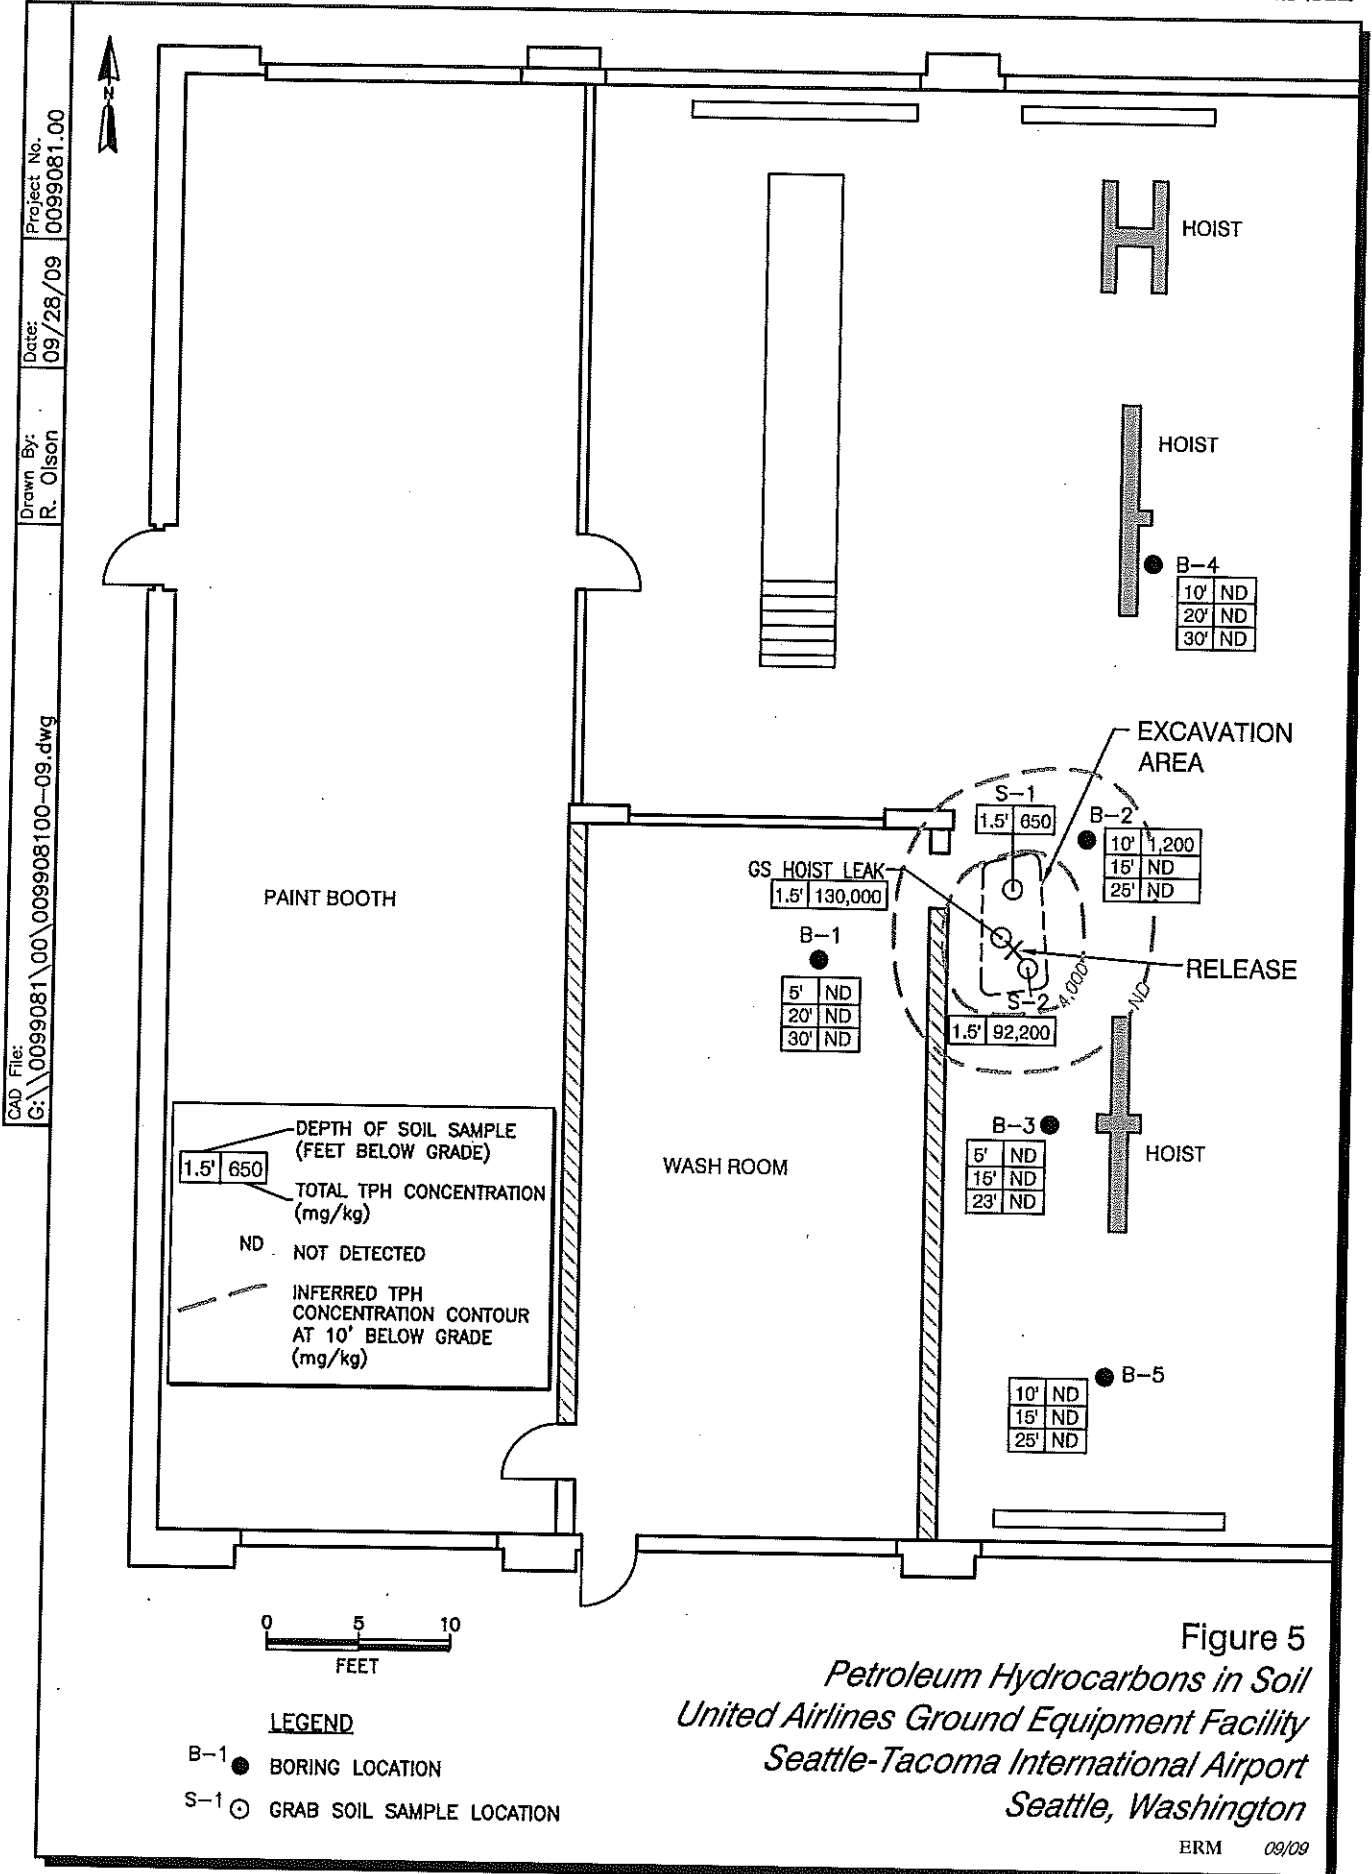 CAD File:
G:\\0099081\00\009908100-09.dwg
Drawn By:
R. Olson
Date:
09/28/09
Project No.
0099081.00
N
HOIST
HOIST
B-4
10' ND
20' ND
30' ND
EXCAVATION
AREA
S-1
1.5' 650
B-2
10' 1,200
15' ND
25' ND
GS HOIST LEAK
1.5' 130,000
PAINT BOOTH
B-1
5' ND
20' ND
30' ND
RELEASE
4,000
ND
S-2
1.5' 92,200
B-3
5' ND
15' ND
23' ND
HOIST
WASH ROOM
1.5' 650
DEPTH OF SOIL SAMPLE
(FEET BELOW GRADE)
TOTAL TPH CONCENTRATION
(mg/kg)
ND NOT DETECTED
INFERRED TPH
CONCENTRATION CONTOUR
AT 10' BELOW GRADE
(mg/kg)
B-5
10' ND
15' ND
25' ND
0 5 10
FEET
LEGEND
B-1 BORING LOCATION
S-1 GRAB SOIL SAMPLE LOCATION
Figure 5
Petroleum Hydrocarbons in Soil
United Airlines Ground Equipment Facility
Seattle-Tacoma International Airport
Seattle, Washington
ERM 09/09